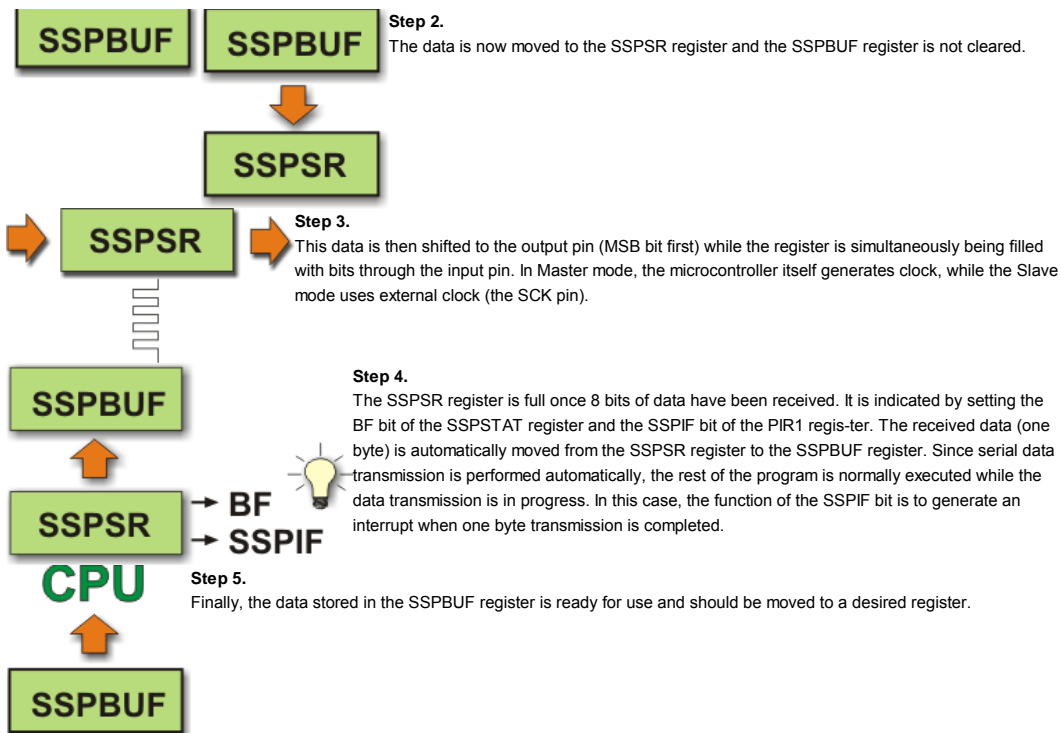 SSPBUF
SSPBUF
Step 2.
The data is now moved to the SSPSR register and the SSPBUF register is not cleared.
SSPSR
SSPSR
Step 3.
This data is then shifted to the output pin (MSB bit first) while the register is simultaneously being filled
with bits through the input pin. In Master mode, the microcontroller itself generates clock, while the Slave
mode uses external clock (the SCK pin).
SSPBUF
Step 4.
The SSPSR register is full once 8 bits of data have been received. It is indicated by setting the
BF bit of the SSPSTAT register and the SSPIF bit of the PIR1 regis-ter. The received data (one
byte) is automatically moved from the SSPSR register to the SSPBUF register. Since serial data
transmission is performed automatically, the rest of the program is normally executed while the
data transmission is in progress. In this case, the function of the SSPIF bit is to generate an
interrupt when one byte transmission is completed.
SSPSR
BF
SSPIF
CPU
Step 5.
Finally, the data stored in the SSPBUF register is ready for use and should be moved to a desired register.
SSPBUF